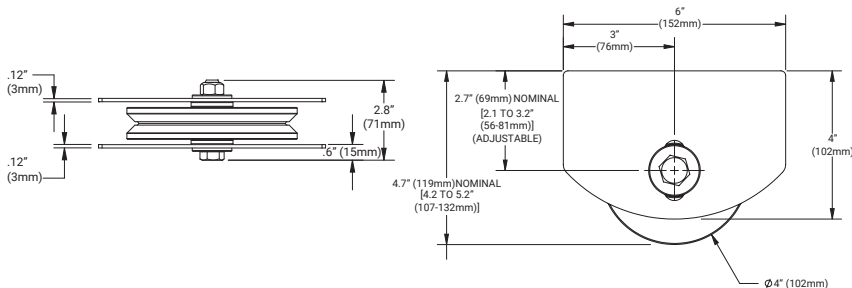 .12”
(3mm)
.12”
(3mm)
2.8”
(71mm)
.6” (15mm)
6”
(152mm)
3”
(76mm)
2.7” (69mm) NOMINAL
[2.1 TO 3.2”
(56-81mm)]
(ADJUSTABLE)
4.7” (119mm) NOMINAL
[4.2 TO 5.2”
(107-132mm)]
4”
(102mm)
Ø4” (102mm)